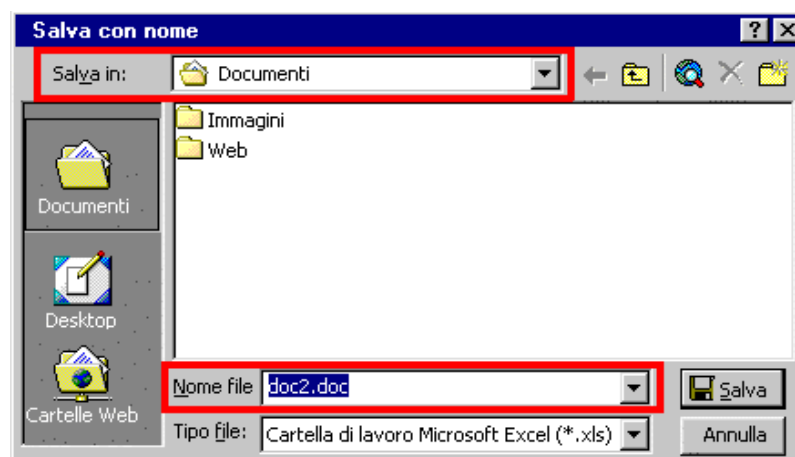 Salva con nome
Salva in: Documenti
Immagini
Web
Documenti
Desktop
Cartelle Web
Nome file doc2.doc Salva
Tipo file: Cartella di lavoro Microsoft Excel (*.xls) Annulla